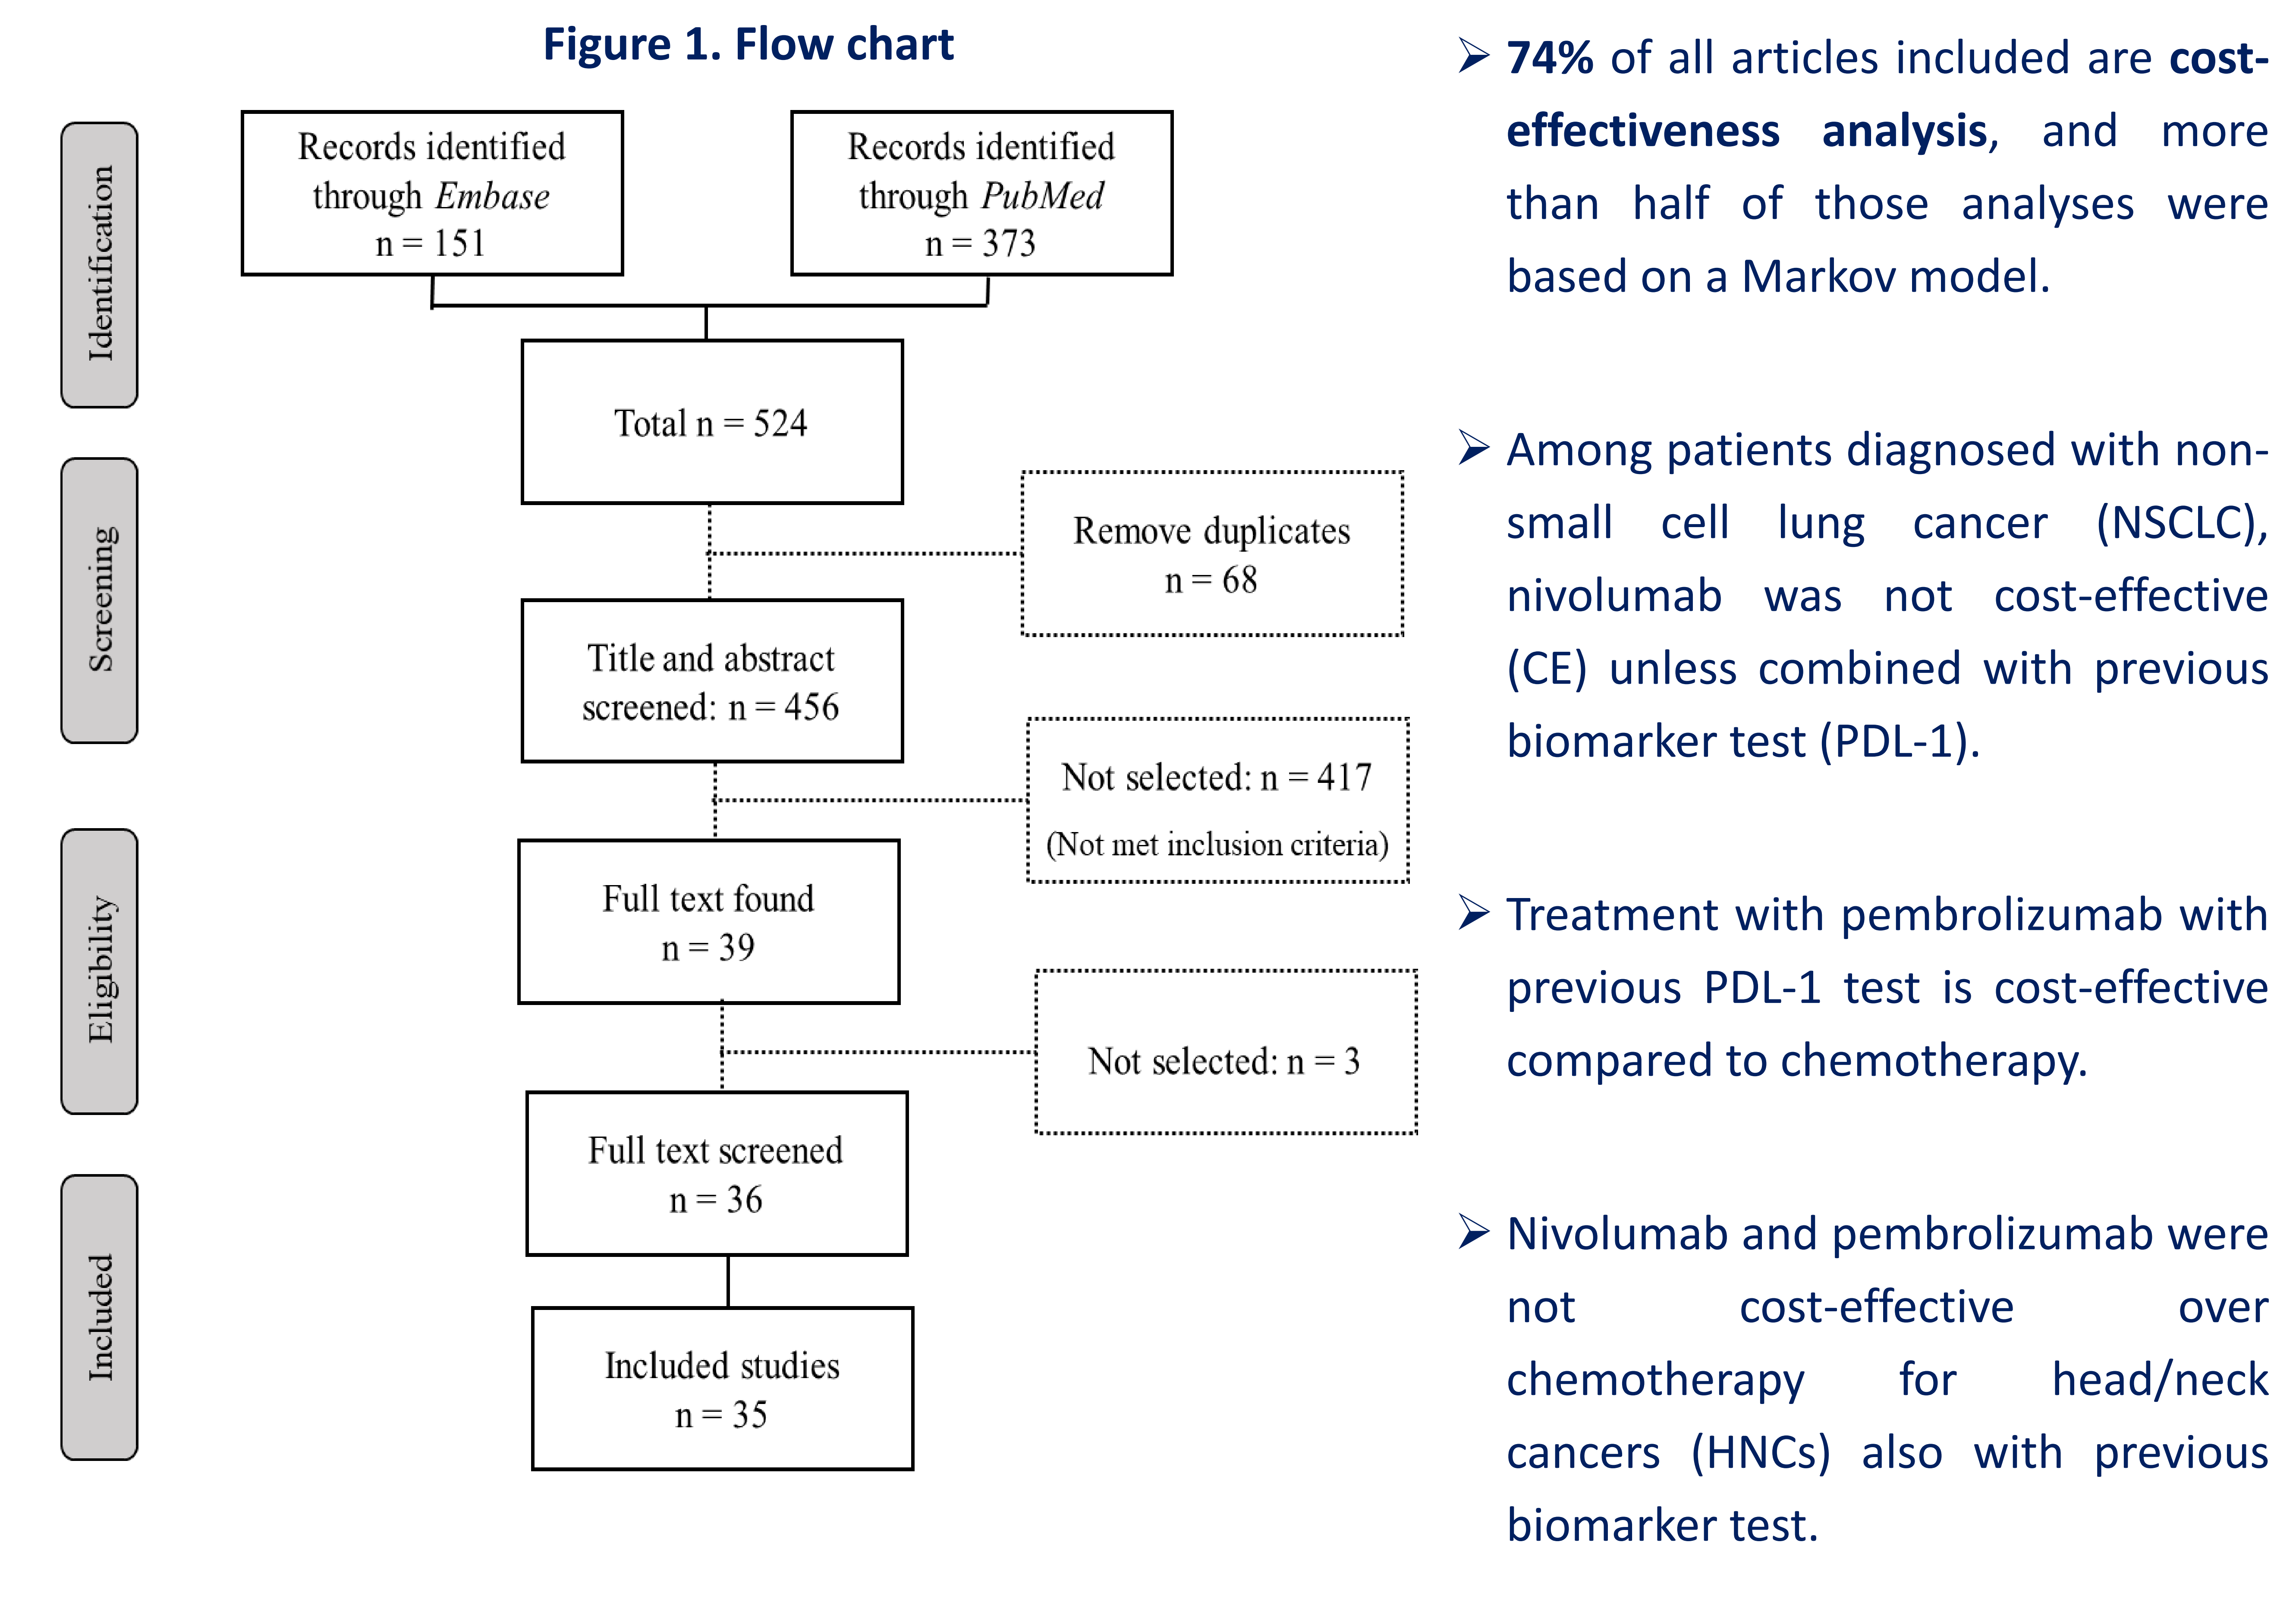 Figure 1. Flow chart
Identification
Records identified
through Embase
n = 151
Records identified
through PubMed
n = 373
Total n = 524
Screening
Remove duplicates
n = 68
Title and abstract
screened: n = 456
Not selected: n = 417
(Not met inclusion criteria)
Eligibility
Full text found
n = 39
Not selected: n = 3
Full text screened
n = 36
Included
Included studies
n = 35
➢ 74% of all articles included are cost-
effectiveness analysis, and more
than half of those analyses were
based on a Markov model.
➢ Among patients diagnosed with non-
small cell lung cancer (NSCLC),
nivolumab was not cost-effective
(CE) unless combined with previous
biomarker test (PDL-1).
➢ Treatment with pembrolizumab with
previous PDL-1 test is cost-effective
compared to chemotherapy.
➢ Nivolumab and pembrolizumab were
not cost-effective over
chemotherapy for head/neck
cancers (HNCs) also with previous
biomarker test.